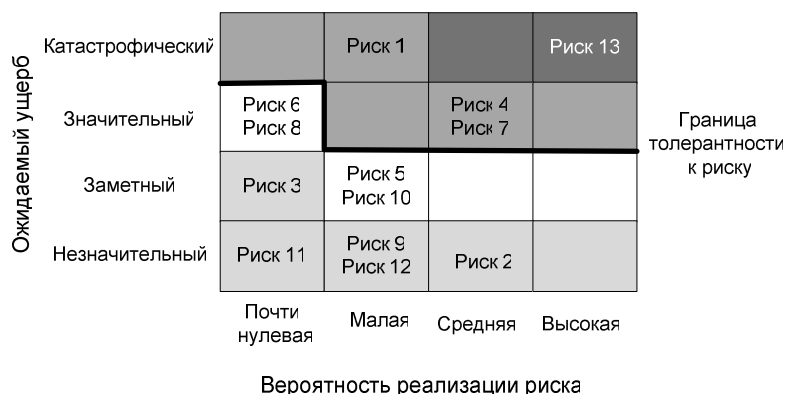 Ожидаемый ущерб
Катастрофический
Риск 1
Риск 13
Значительный
Риск 6
Риск 8
Риск 4
Риск 7
Граница
толерантности
к риску
Заметный
Риск 3
Риск 5
Риск 10
Незначительный
Риск 11
Риск 9
Риск 12
Риск 2
Почти
нулевая
Малая
Средняя
Высокая
Вероятность реализации риска